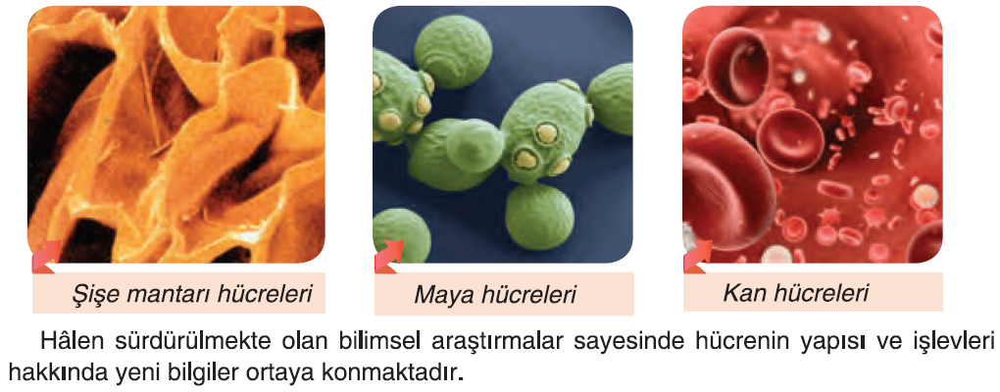 Şişe mantarı hücreleri
Maya hücreleri
Kan hücreleri
Hâlen sürdürülmekte olan bilimsel araştırmalar sayesinde hücrenin yapısı ve işlevleri
hakkında yeni bilgiler ortaya konmaktadır.